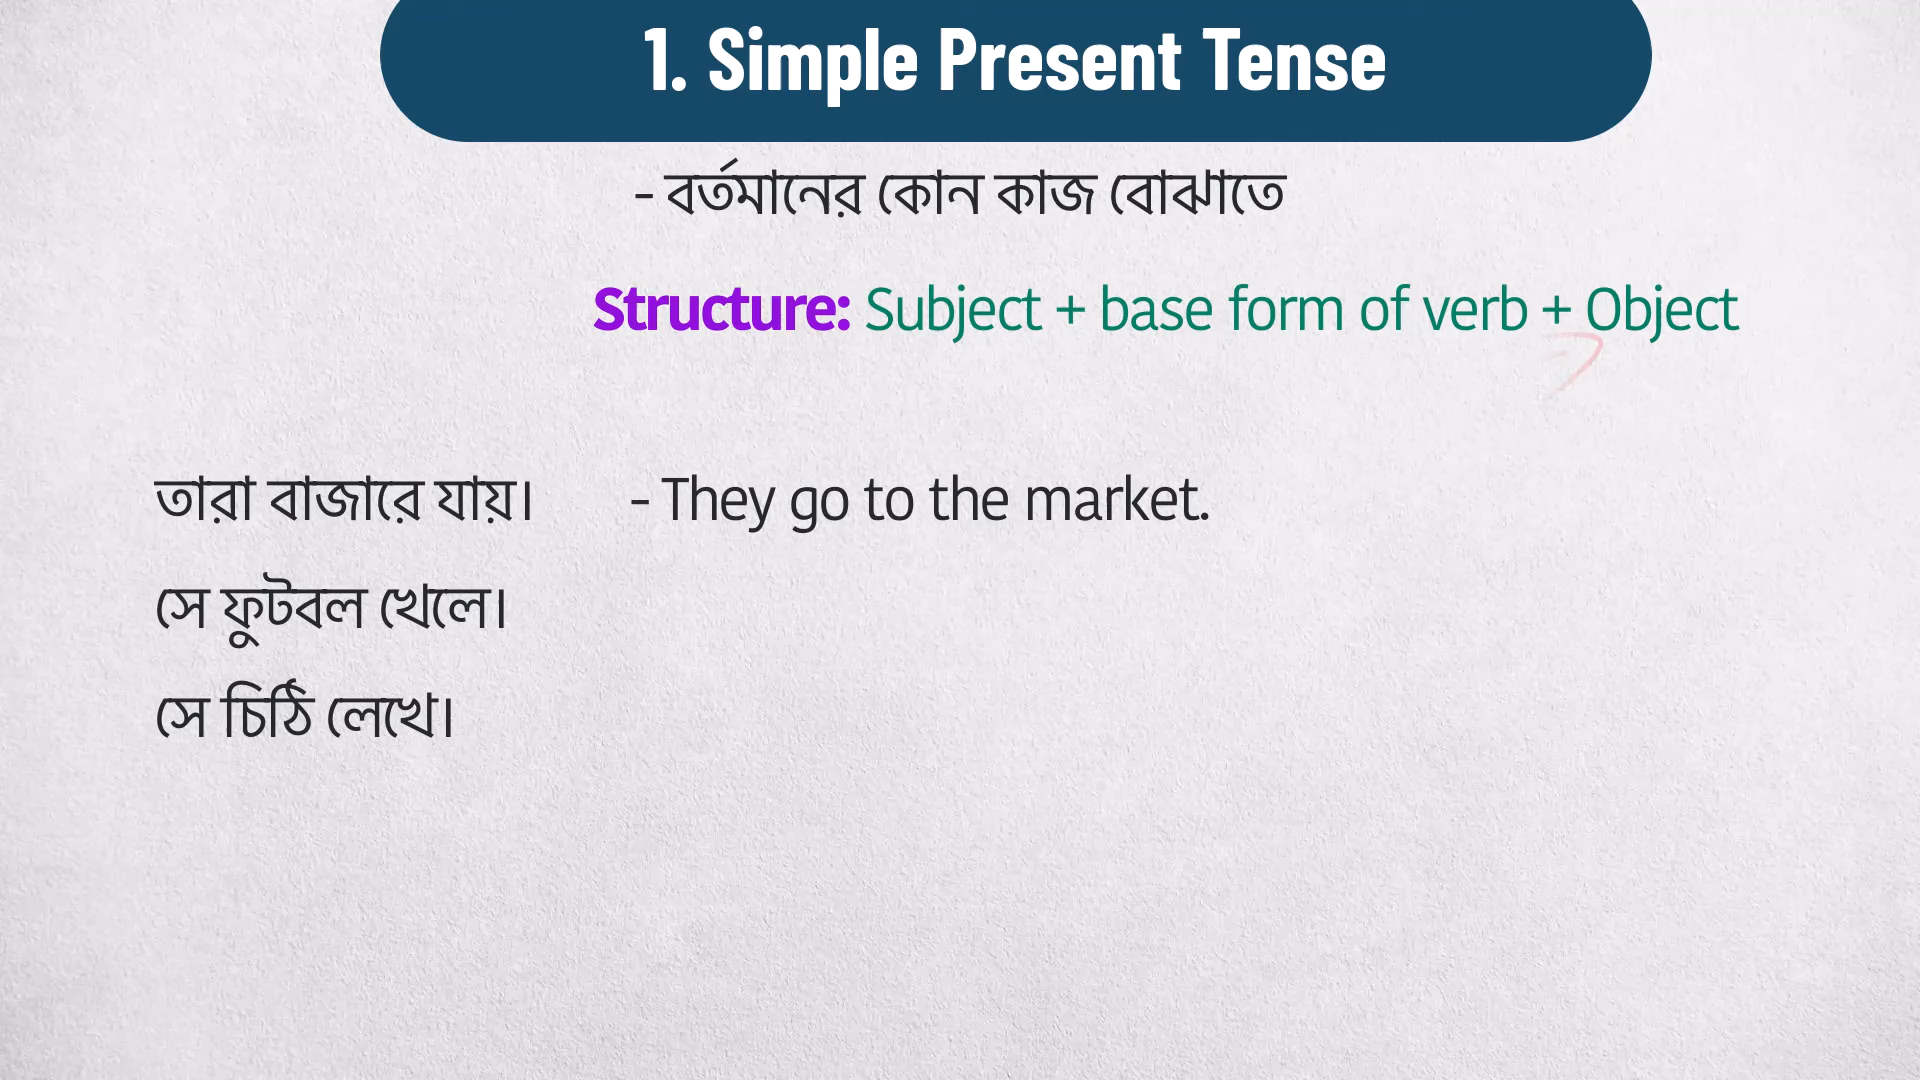 1. Simple Present Tense
- বর্তমানের কোন কাজ বোঝাতে
Structure: Subject + base form of verb + Object
তারা বাজারে যায়। - They go to the market.
সে ফুটবল খেলে।
সে চিঠি লেখে।